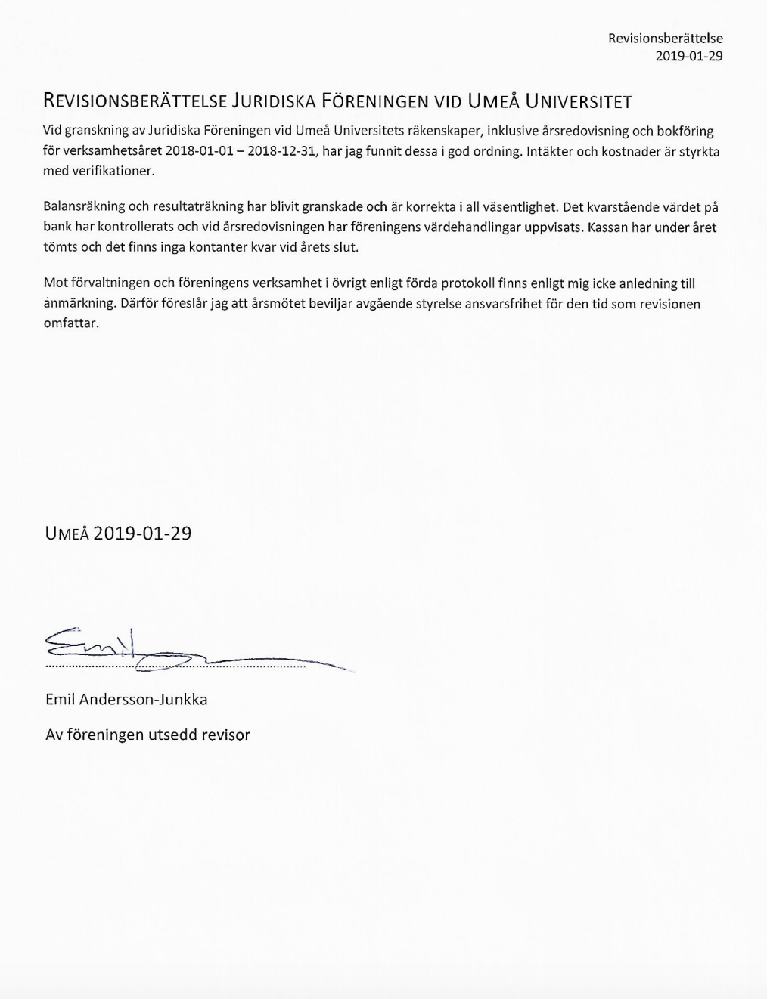 Revisionsberättelse
2019-01-29
REVISIONSBERÄTTELSE JURIDISKA FÖRENINGEN VID UMEÅ UNIVERSITET
Vid granskning av Juridiska Föreningen vid Umeå Universitets räkenskaper, inklusive årsredovisning och bokföring
för verksamhetsåret 2018-01-01 – 2018-12-31, har jag funnit dessa i god ordning. Intäkter och kostnader är styrkta
med verifikationer.
Balansräkning och resultaträkning har blivit granskade och är korrekta i all väsentlighet. Det kvarstående värdet på
bank har kontrollerats och vid årsredovisningen har föreningens värdehandlingar uppvisats. Kassan har under året
tömts och det finns inga kontanter kvar vid årets slut.
Mot förvaltningen och föreningens verksamhet i övrigt enligt förda protokoll finns enligt mig icke anledning till
anmärkning. Därför föreslår jag att årsmötet beviljar avgående styrelse ansvarsfrihet för den tid som revisionen
omfattar.
UMEÅ 2019-01-29
Emil
Emil Andersson-Junkka
Av föreningen utsedd revisor